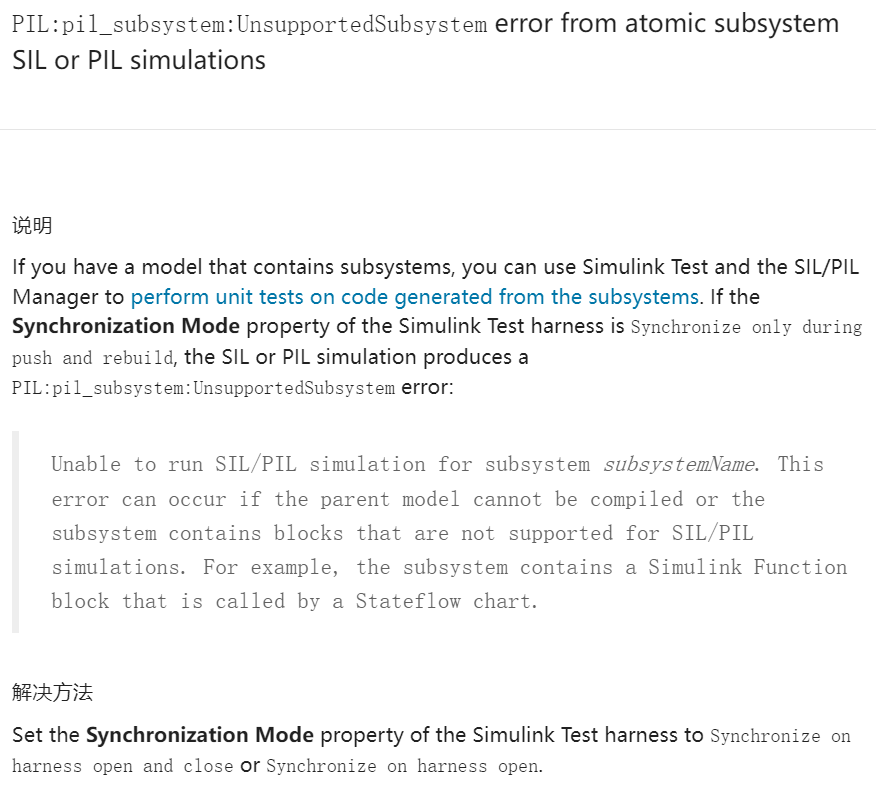 PIL:pil_subsystem:UnsupportedSubsystem error from atomic subsystem
SIL or PIL simulations
说明
If you have a model that contains subsystems, you can use Simulink Test and the SIL/PIL
Manager to perform unit tests on code generated from the subsystems. If the
Synchronization Mode property of the Simulink Test harness is Synchronize only during
push and rebuild, the SIL or PIL simulation produces a
PIL:pil_subsystem:UnsupportedSubsystem error:
Unable to run SIL/PIL simulation for subsystem subsystemName. This
error can occur if the parent model cannot be compiled or the
subsystem contains blocks that are not supported for SIL/PIL
simulations. For example, the subsystem contains a Simulink Function
block that is called by a Stateflow chart.
解决方法
Set the Synchronization Mode property of the Simulink Test harness to Synchronize on
harness open and close or Synchronize on harness open.